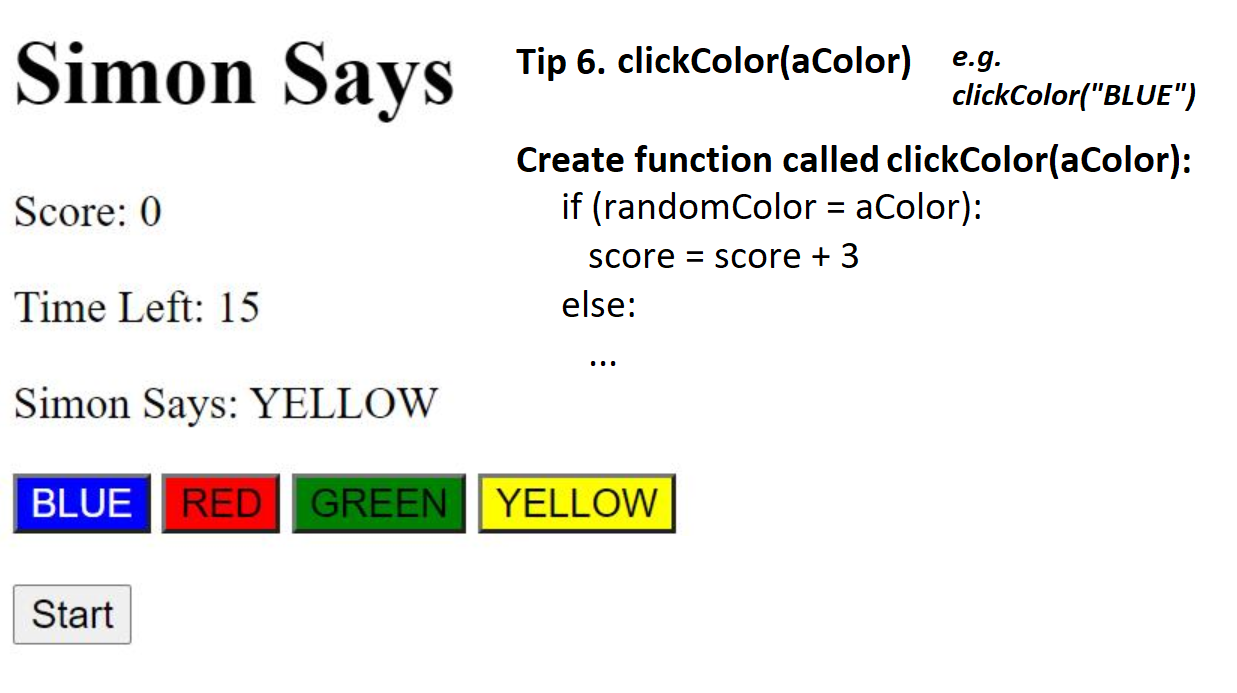 Simon Says
Score: 0
Time Left: 15
Simon Says: YELLOW
BLUE RED GREEN YELLOW
Start
Tip 6. clickColor(aColor)
e.g.
clickColor("BLUE")
Create function called clickColor(aColor):
if (randomColor = aColor):
score = score + 3
else:
...